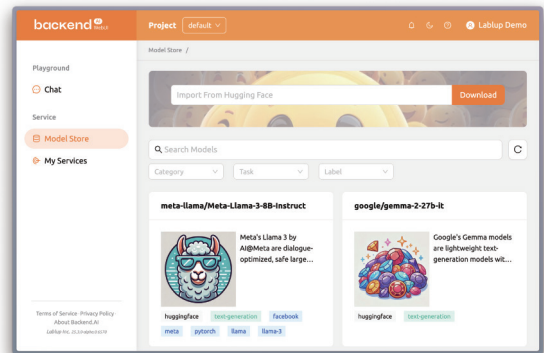 backend AI
Project default
Lablup Demo
Model Store /
Playground
Chat
Service
Model Store
My Services
Import From Hugging Face
Download
Search Models
Category
Task
Label
meta-llama/Meta-Llama-3-8B-Instruct
Meta's Llama 3 by
AI@Meta are dialogue-
optimized, safe large...
huggingface text-generation facebook
meta pytorch llama llama-3
google/gemma-2-27b-it
Google's Gemma models
are lightweight text-
generation models wit...
huggingface text-generation
Terms of Service · Privacy Policy
About Backend.AI
Lablup Inc.